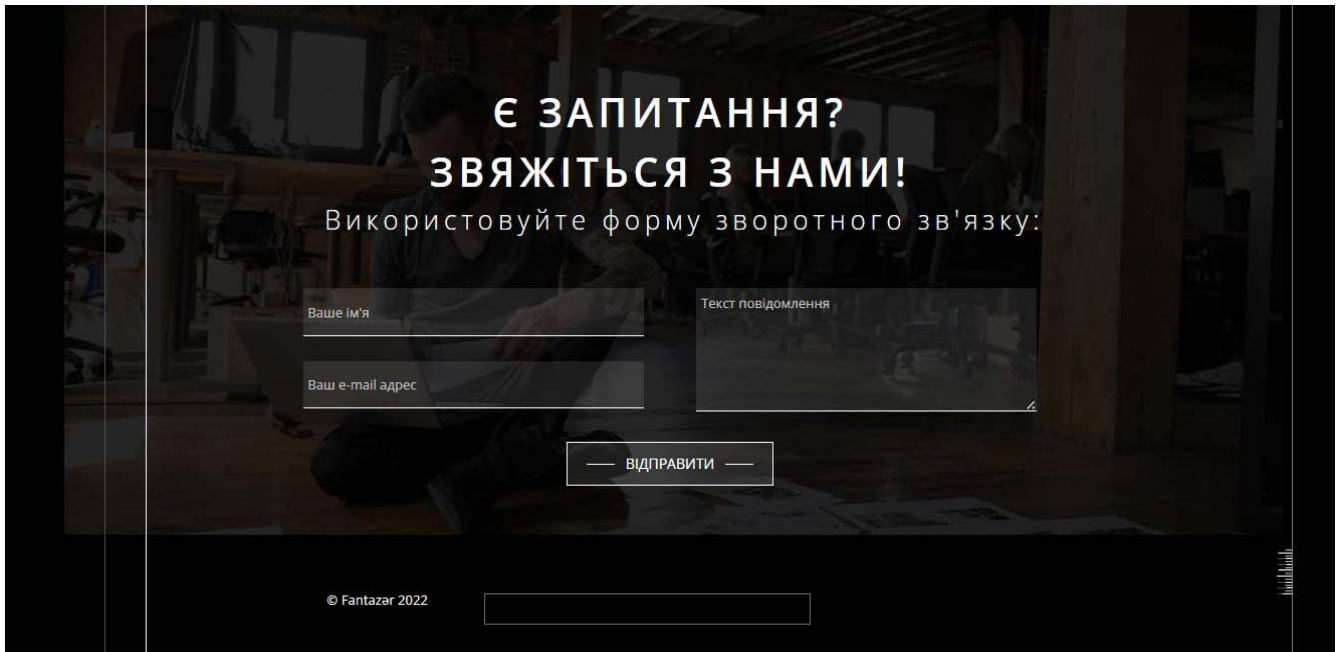 Є ЗАПИТАННЯ?
ЗВЯЖІТЬСЯ З НАМИ!
Використовуйте форму зворотного зв'язку:
Ваше ім'я
Текст повідомлення
Ваш e-mail адрес
ВІДПРАВИТИ
© Fantazər 2022